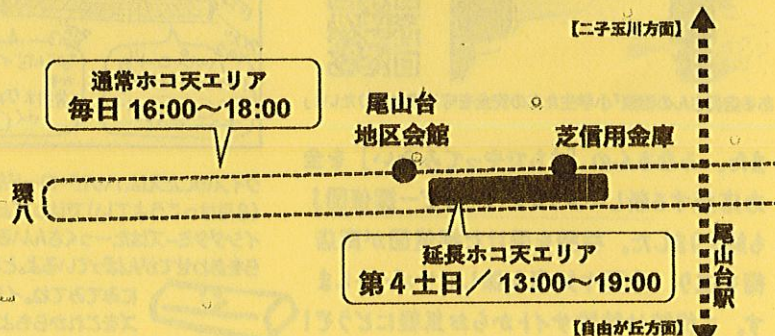 【二子玉川方面】
通常ホコ天エリア
毎日 16:00～18:00
尾山台
地区会館
芝信用金庫
環八
尾山台駅
延長ホコ天エリア
第4土日／13:00～19:00
【自由が丘方面】